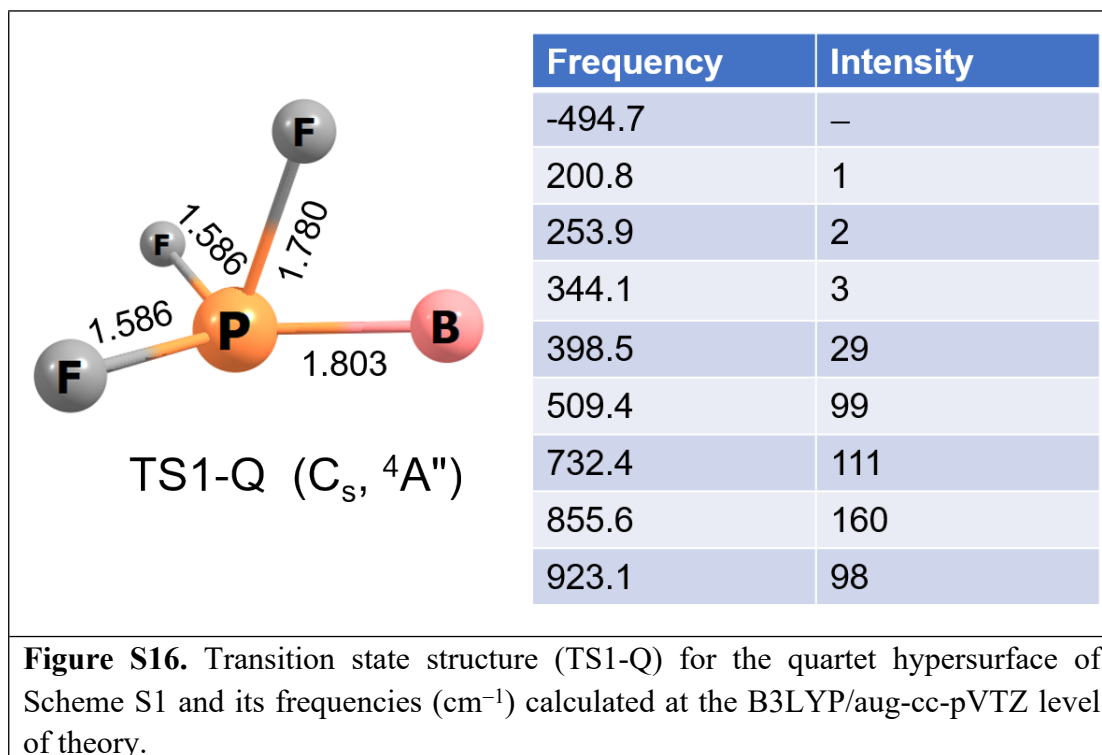 F
F
F
P
B
1.586
1.780
1.586
1.803
TS1-Q (Cs, ⁴A")
Frequency Intensity
-494.7 –
200.8 1
253.9 2
344.1 3
398.5 29
509.4 99
732.4 111
855.6 160
923.1 98
Figure S16. Transition state structure (TS1-Q) for the quartet hypersurface of
Scheme S1 and its frequencies (cm⁻¹) calculated at the B3LYP/aug-cc-pVTZ level
of theory.